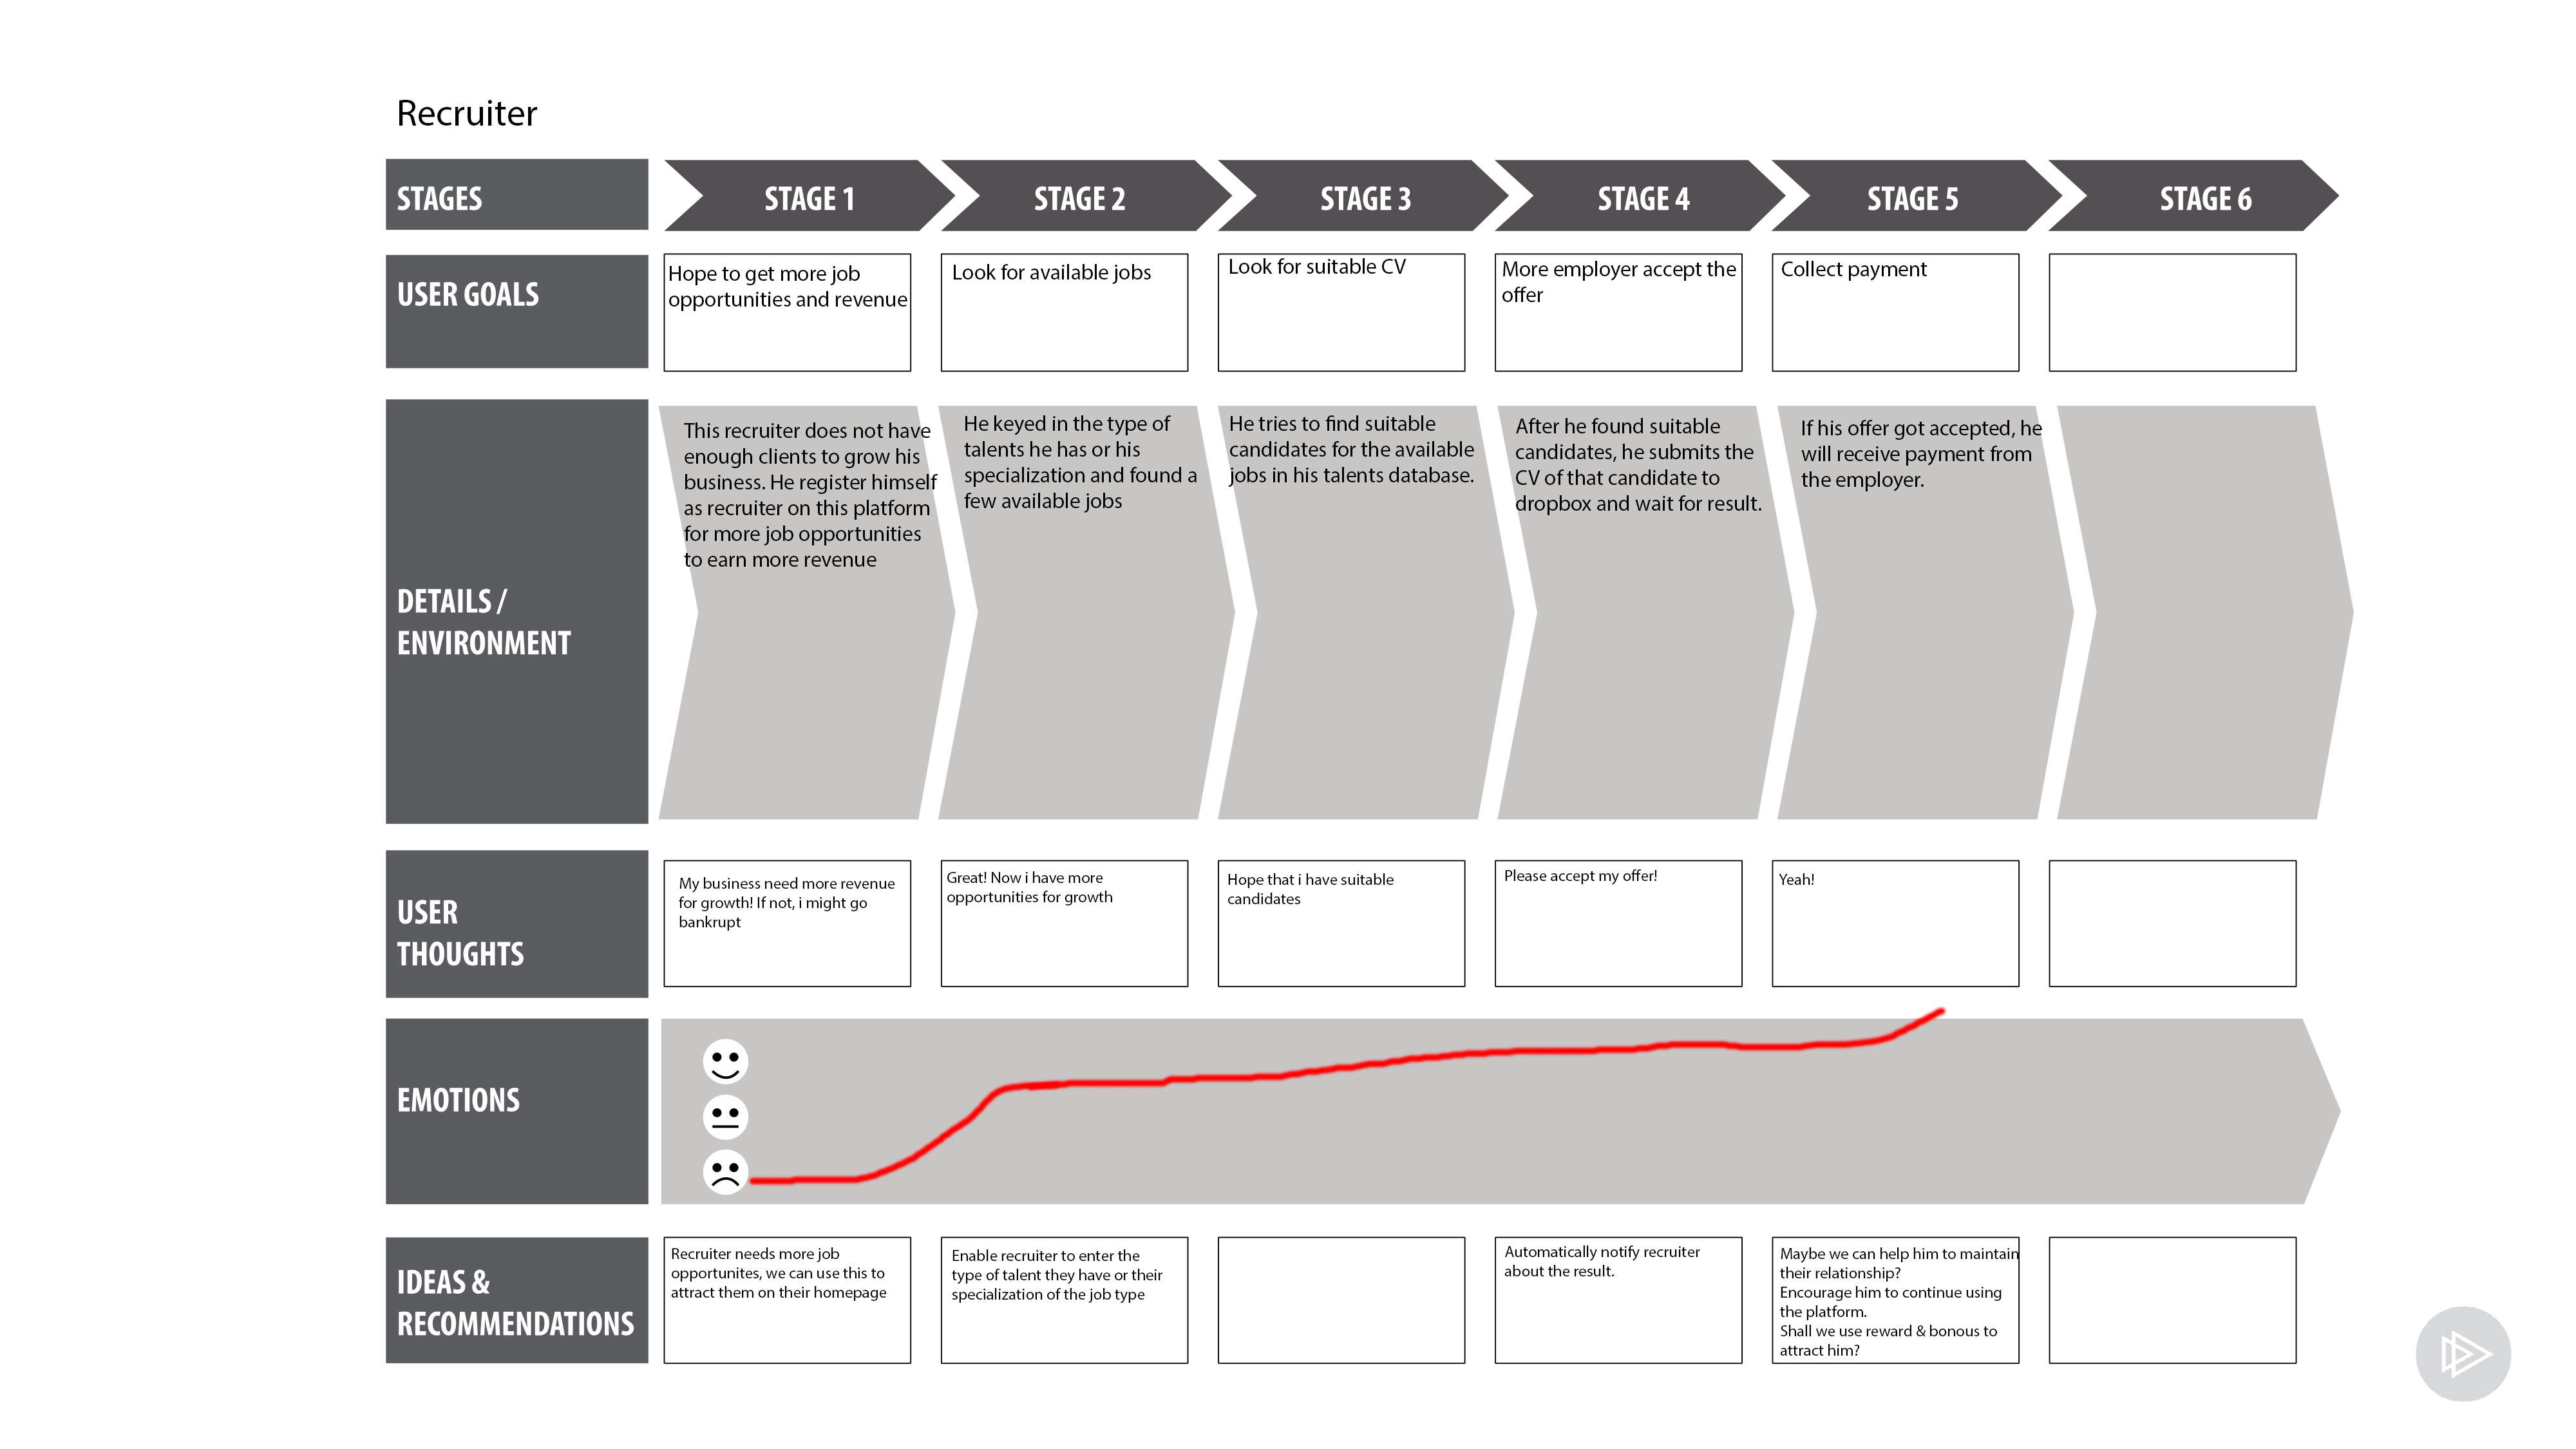 Recruiter
STAGES
STAGE 1
STAGE 2
STAGE 3
STAGE 4
STAGE 5
STAGE 6
USER GOALS
Hope to get more job
opportunities and revenue
Look for available jobs
Look for suitable CV
More employer accept the
offer
Collect payment
DETAILS /
ENVIRONMENT
This recruiter does not have
enough clients to grow his
business. He register himself
as recruiter on this platform
for more job opportunities
to earn more revenue
He keyed in the type of
talents he has or his
specialization and found a
few available jobs
He tries to find suitable
candidates for the available
jobs in his talents database.
After he found suitable
candidates, he submits the
CV of that candidate to
dropbox and wait for result.
If his offer got accepted, he
will receive payment from
the employer.
USER
THOUGHTS
My business need more revenue
for growth! If not, i might go
bankrupt
Great! Now i have more
opportunities for growth
Hope that i have suitable
candidates
Please accept my offer!
Yeah!
EMOTIONS
IDEAS &
RECOMMENDATIONS
Recruiter needs more job
opportunites, we can use this to
attract them on their homepage
Enable recruiter to enter the
type of talent they have or their
specialization of the job type
Automatically notify recruiter
about the result.
Maybe we can help him to maintain
their relationship?
Encourage him to continue using
the platform.
Shall we use reward & bonous to
attract him?